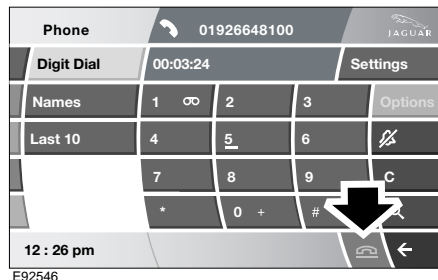 Phone 01926648100 JAGUAR
Digit Dial 00:03:24 Settings
Names 1 2 3 Options
Last 10 4 5 6
7 8 9 C
* 0 + #
12 : 26 pm
E92546